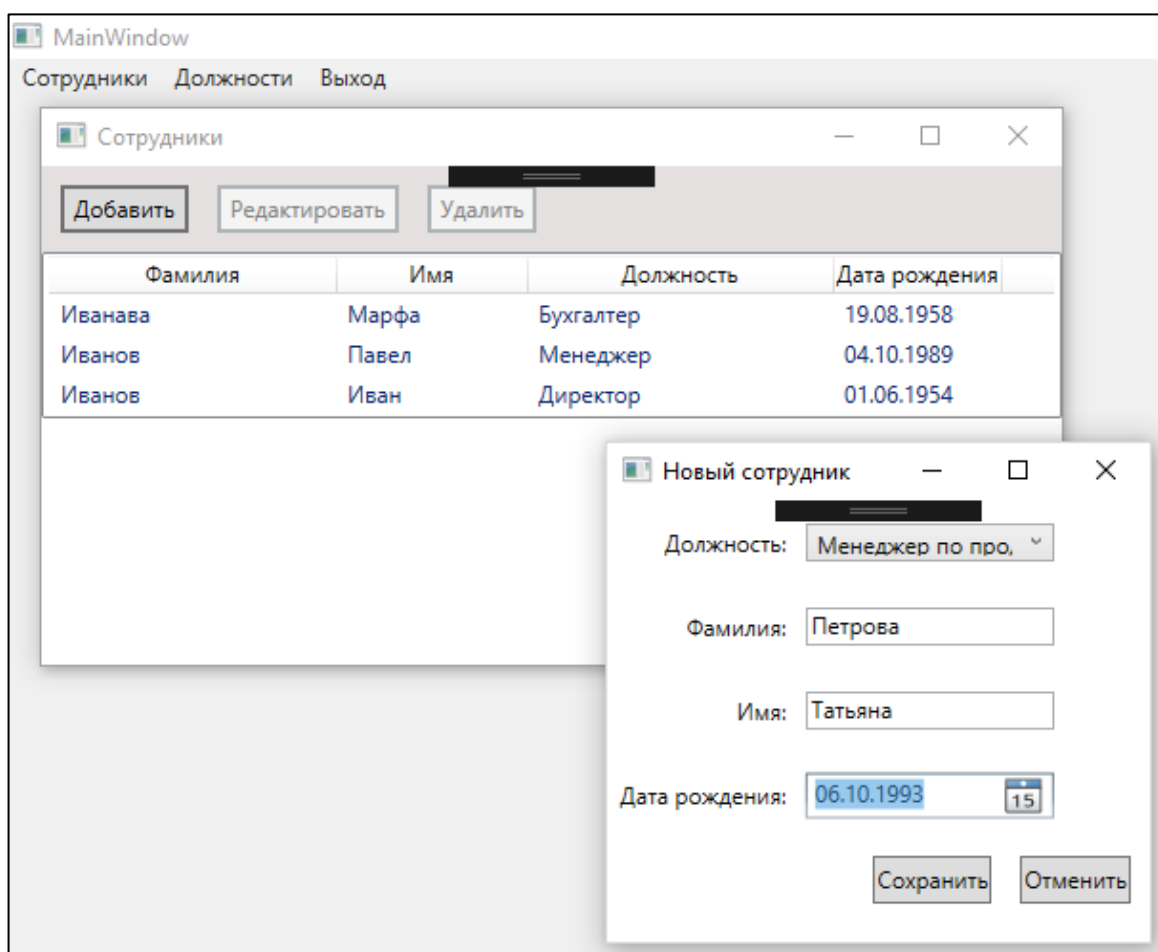 MainWindow
Сотрудники Должности Выход
Сотрудники
Добавить Редактировать Удалить
Фамилия Имя Должность Дата рождения
Иванава Марфа Бухгалтер 19.08.1958
Иванов Павел Менеджер 04.10.1989
Иванов Иван Директор 01.06.1954
Новый сотрудник
Должность: Менеджер по про
Фамилия: Петрова
Имя: Татьяна
Дата рождения: 06.10.1993 15
Сохранить Отменить